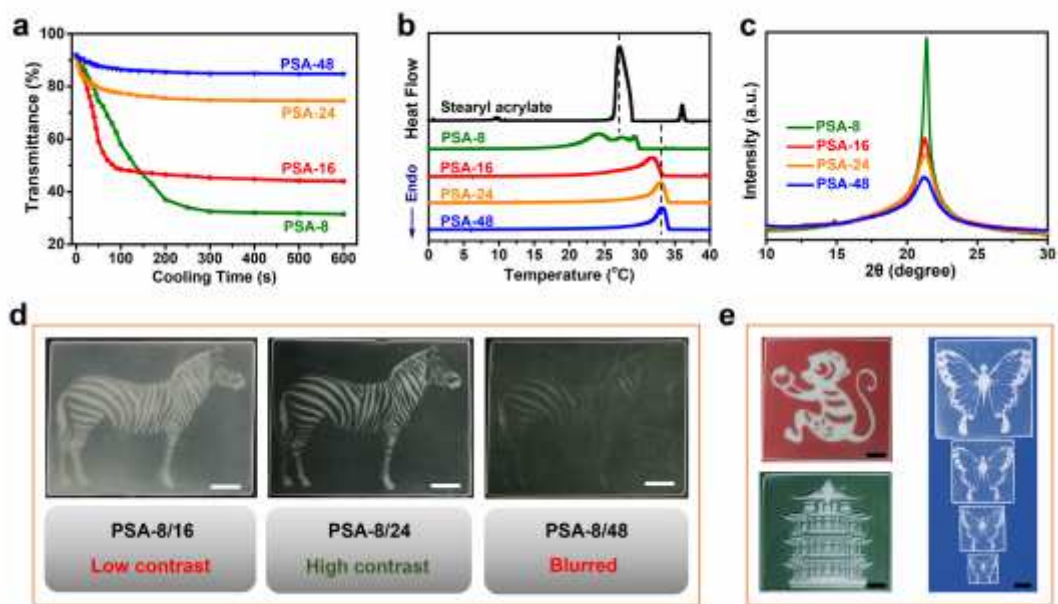 a
100
80
60
40
20
0 100 200 300 400 500 600
Transmittance (%)
Cooling Time (s)
PSA-48
PSA-24
PSA-16
PSA-8
b
Heat Flow
Endo
Stearyl acrylate
PSA-8
PSA-16
PSA-24
PSA-48
0 5 10 15 20 25 30 35 40
Temperature (°C)
c
Intensity (a.u.)
PSA-8
PSA-16
PSA-24
PSA-48
10 15 20 25 30
2θ (degree)
d
PSA-8/16
Low contrast
PSA-8/24
High contrast
PSA-8/48
Blurred
e